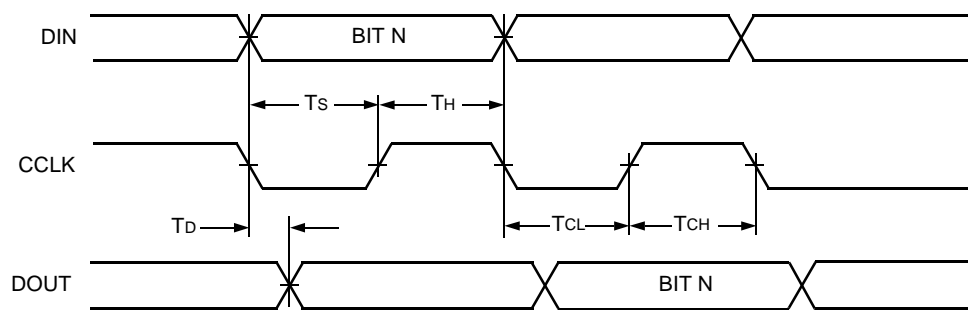 DIN
BIT N
TS
TH
CCLK
TD
TCL
TCH
DOUT
BIT N